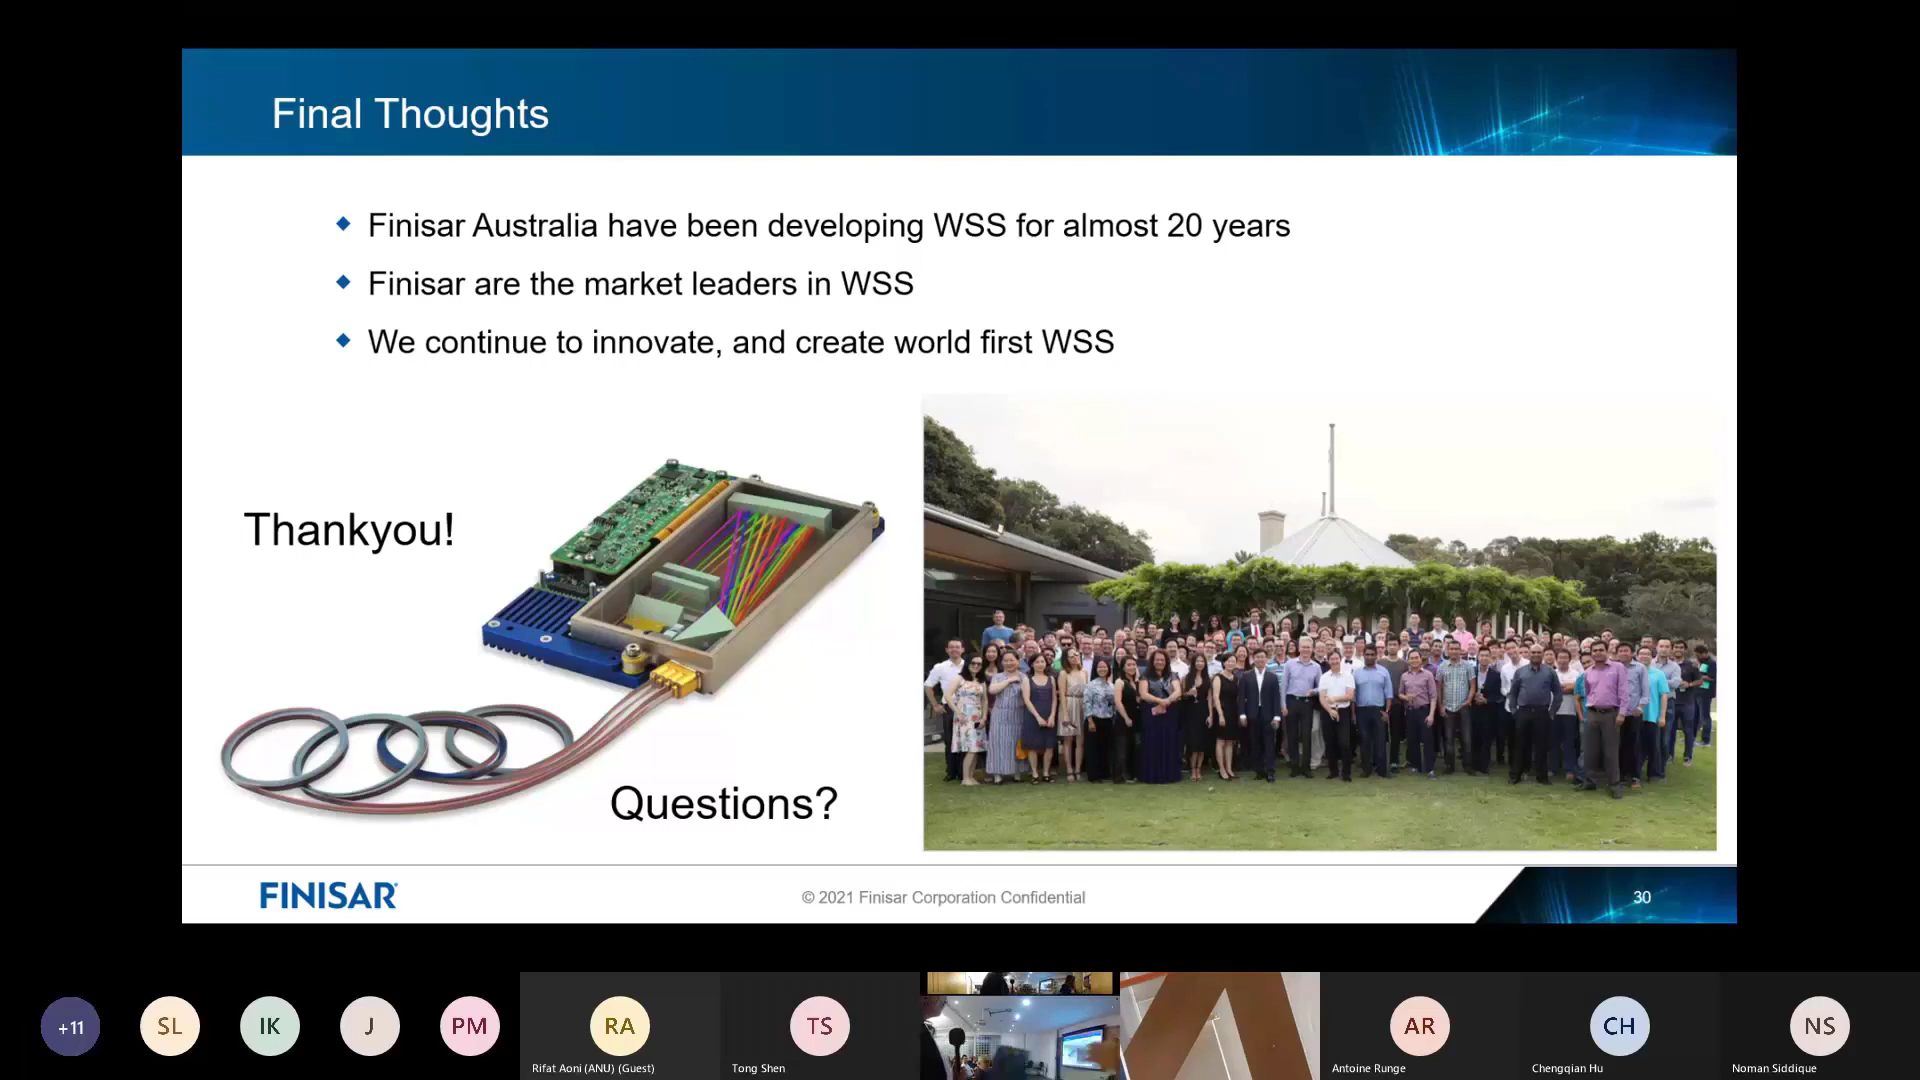 Final Thoughts
Finisar Australia have been developing WSS for almost 20 years
Finisar are the market leaders in WSS
We continue to innovate, and create world first WSS
Thankyou!
Questions?
FINISAR
© 2021 Finisar Corporation Confidential
30
+11
SL
IK
J
PM
RA
TS
AR
CH
NS
Rifat Aoni (ANU) (Guest)
Tong Shen
Antoine Runge
Chengqian Hu
Noman Siddique